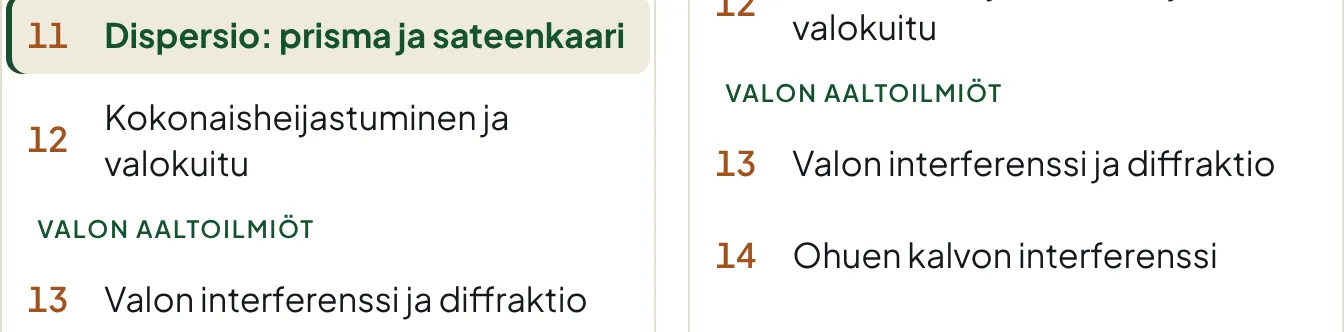 11 Dispersio: prisma ja sateenkaari
12 Kokonaisheijastuminen ja
valokuitu
VALON AALTOILMIÖT
13 Valon interferenssi ja diffraktio
12
valokuitu
VALON AALTOILMIÖT
13 Valon interferenssi ja diffraktio
14 Ohuen kalvon interferenssi